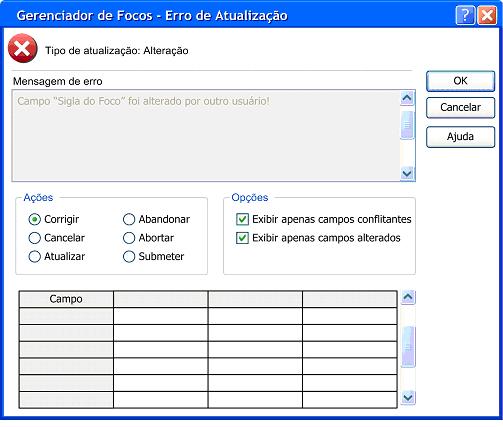 Gerenciador de Focos - Erro de Atualização
?
Tipo de atualização: Alteração
Mensagem de erro
Campo "Sigla do Foco" foi alterado por outro usuário!
OK
Cancelar
Ajuda
Ações
Corrigir
Abandonar
Cancelar
Abortar
Atualizar
Submeter
Opções
Exibir apenas campos conflitantes
Exibir apenas campos alterados
Campo